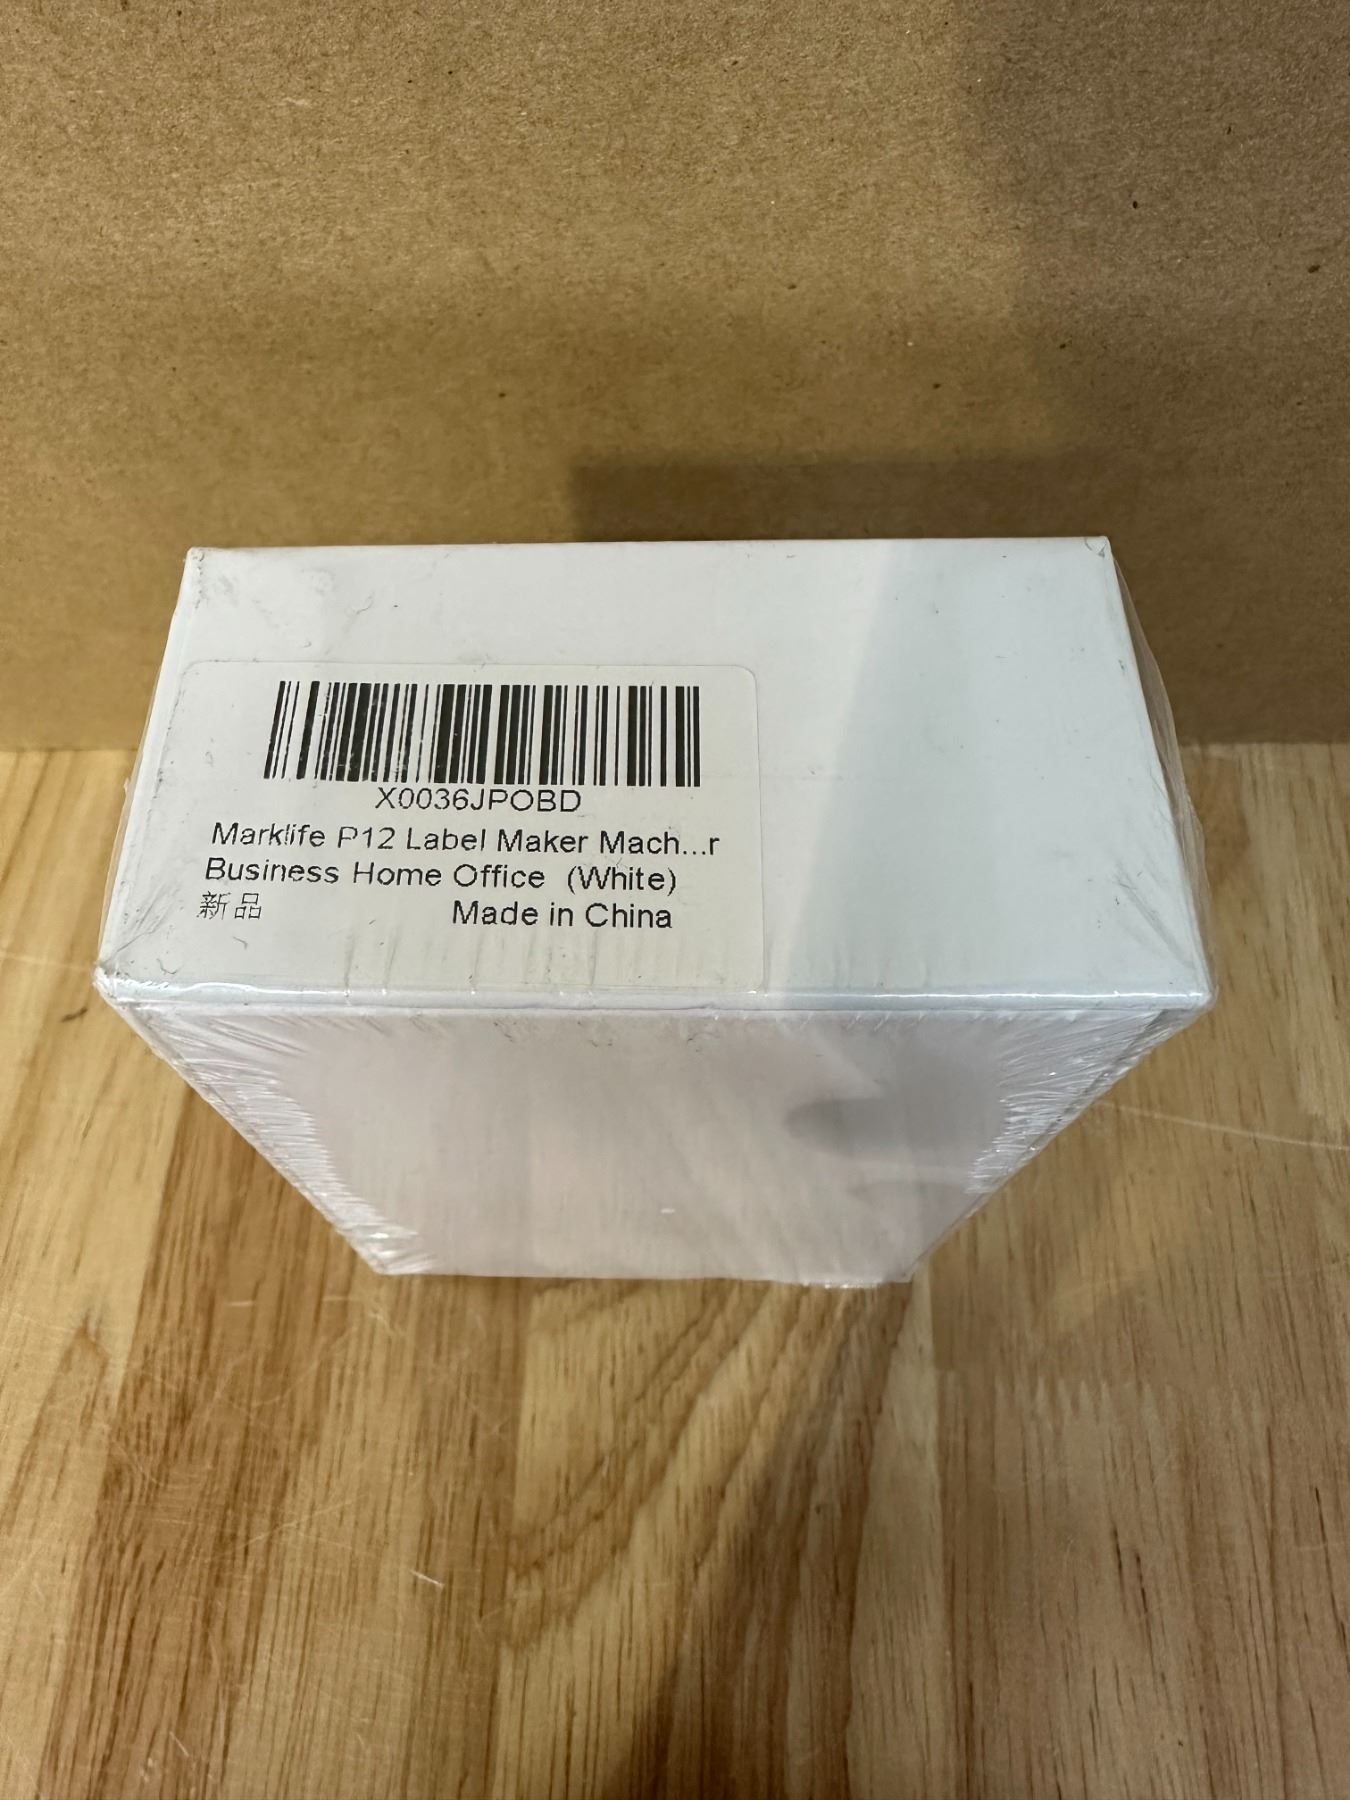 X0036JPOBD
Marklife P12 Label Maker Mach...r
Business Home Office (White)
新品 Made in China